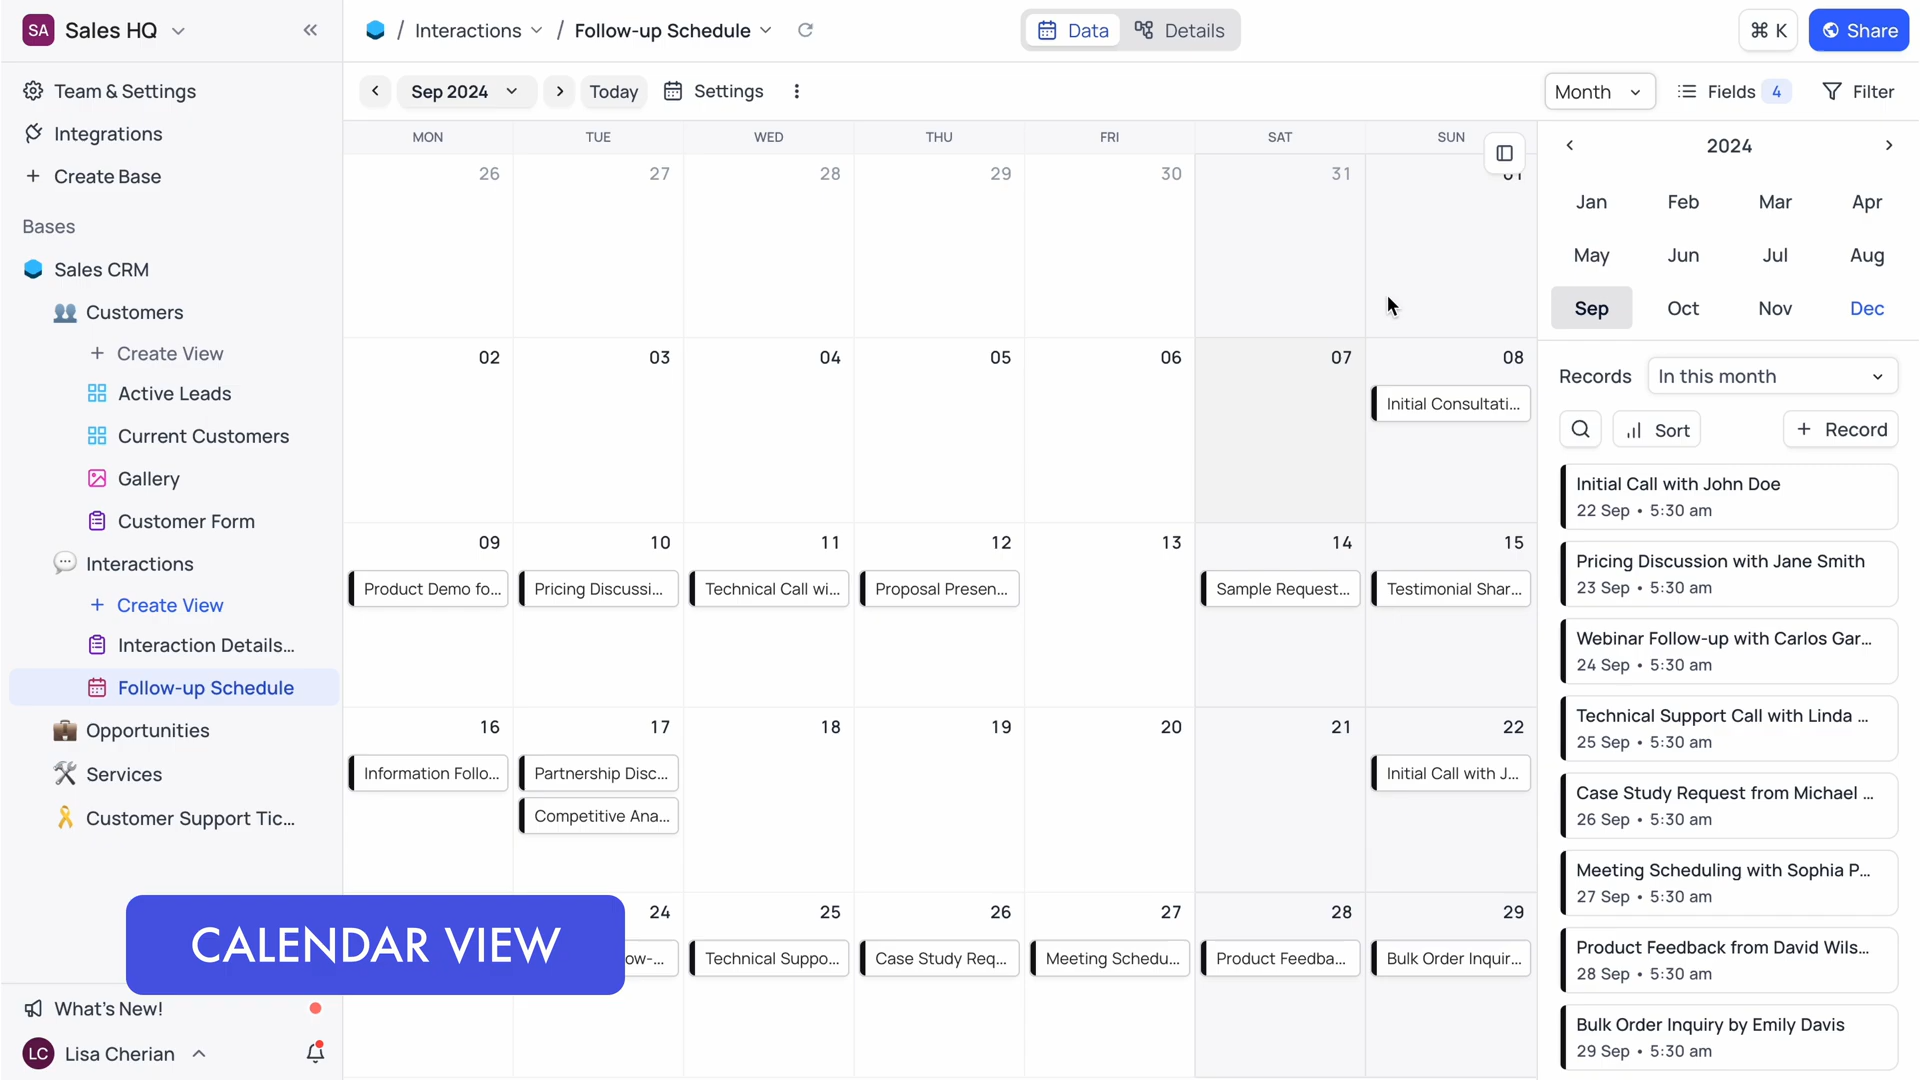 SA Sales HQ
Interactions
Follow-up Schedule
Data
Details
⌘ K
Share
Team & Settings
Integrations
Create Base
Bases
Sales CRM
Customers
Create View
Active Leads
Current Customers
Gallery
Customer Form
Interactions
Create View
Interaction Details...
Follow-up Schedule
Opportunities
Services
Customer Support Tic...
What's New!
LC Lisa Cherian
Sep 2024
Today
Settings
Month
Fields 4
Filter
MON TUE WED THU FRI SAT SUN
26 27 28 29 30 31 01
02 03 04 05 06 07 08
Initial Consultati...
09 10 11 12 13 14 15
Product Demo fo... Pricing Discussi... Technical Call wi... Proposal Presen... Sample Request... Testimonial Shar...
16 17 18 19 20 21 22
Information Follo... Partnership Disc... Initial Call with J...
Competitive Ana...
24 25 26 27 28 29
ow-... Technical Suppo... Case Study Req... Meeting Schedu... Product Feedba... Bulk Order Inquir...
CALENDAR VIEW
2024
Jan Feb Mar Apr
May Jun Jul Aug
Sep Oct Nov Dec
Records In this month
Sort
+ Record
Initial Call with John Doe
22 Sep • 5:30 am
Pricing Discussion with Jane Smith
23 Sep • 5:30 am
Webinar Follow-up with Carlos Gar...
24 Sep • 5:30 am
Technical Support Call with Linda ...
25 Sep • 5:30 am
Case Study Request from Michael ...
26 Sep • 5:30 am
Meeting Scheduling with Sophia P...
27 Sep • 5:30 am
Product Feedback from David Wils...
28 Sep • 5:30 am
Bulk Order Inquiry by Emily Davis
29 Sep • 5:30 am